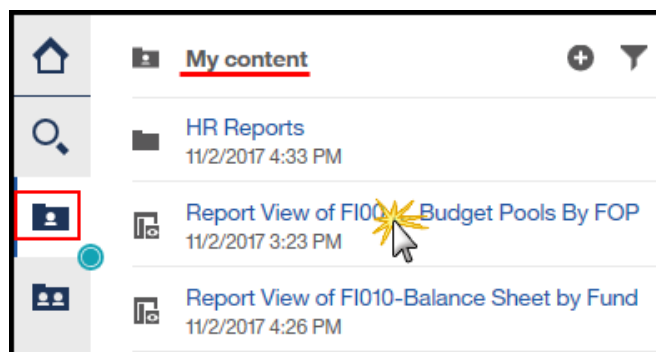 My content
HR Reports
11/2/2017 4:33 PM
Report View of FI00 Budget Pools By FOP
11/2/2017 3:23 PM
Report View of FI010-Balance Sheet by Fund
11/2/2017 4:26 PM